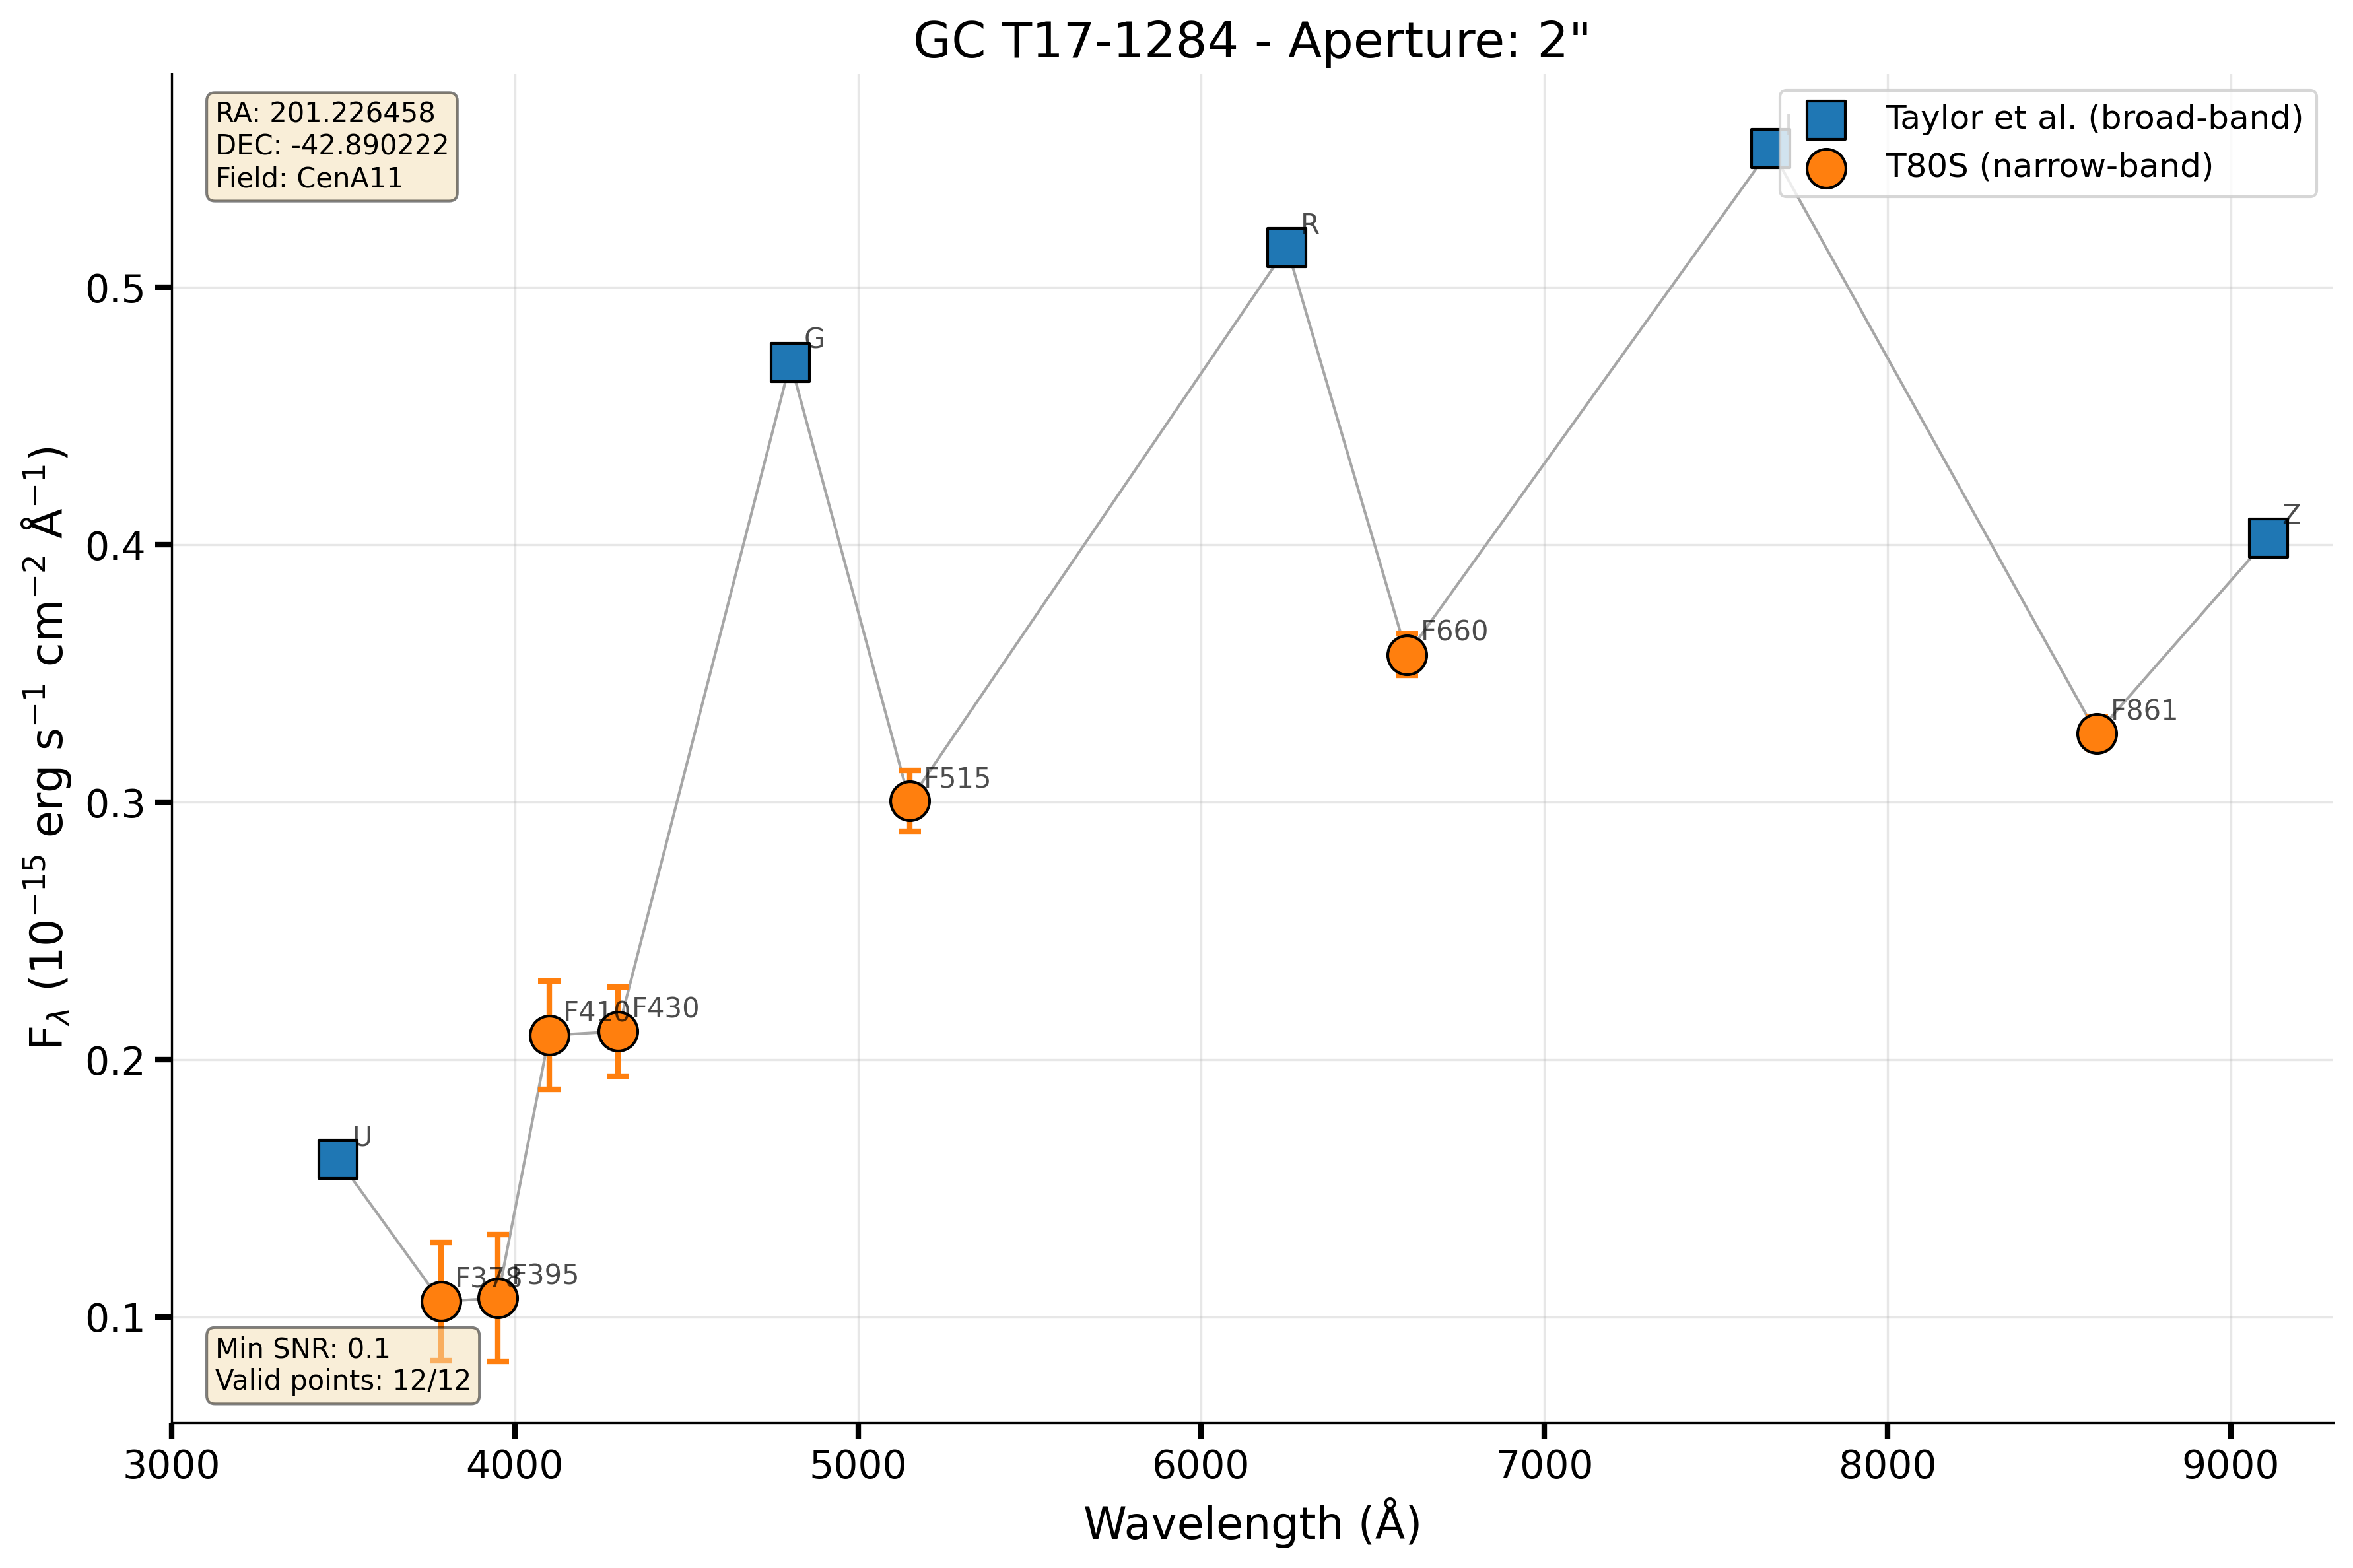 GC T17-1284 - Aperture: 2"
RA: 201.226458
DEC: -42.890222
Field: CenA11
Taylor et al. (broad-band)
T80S (narrow-band)
R
G
Z
F660
F861
F515
F410
F430
U
F378
F395
Min SNR: 0.1
Valid points: 12/12
0.5
0.4
0.3
0.2
0.1
F_λ (10⁻¹⁵ erg s⁻¹ cm⁻² Å⁻¹)
3000 4000 5000 6000 7000 8000 9000
Wavelength (Å)